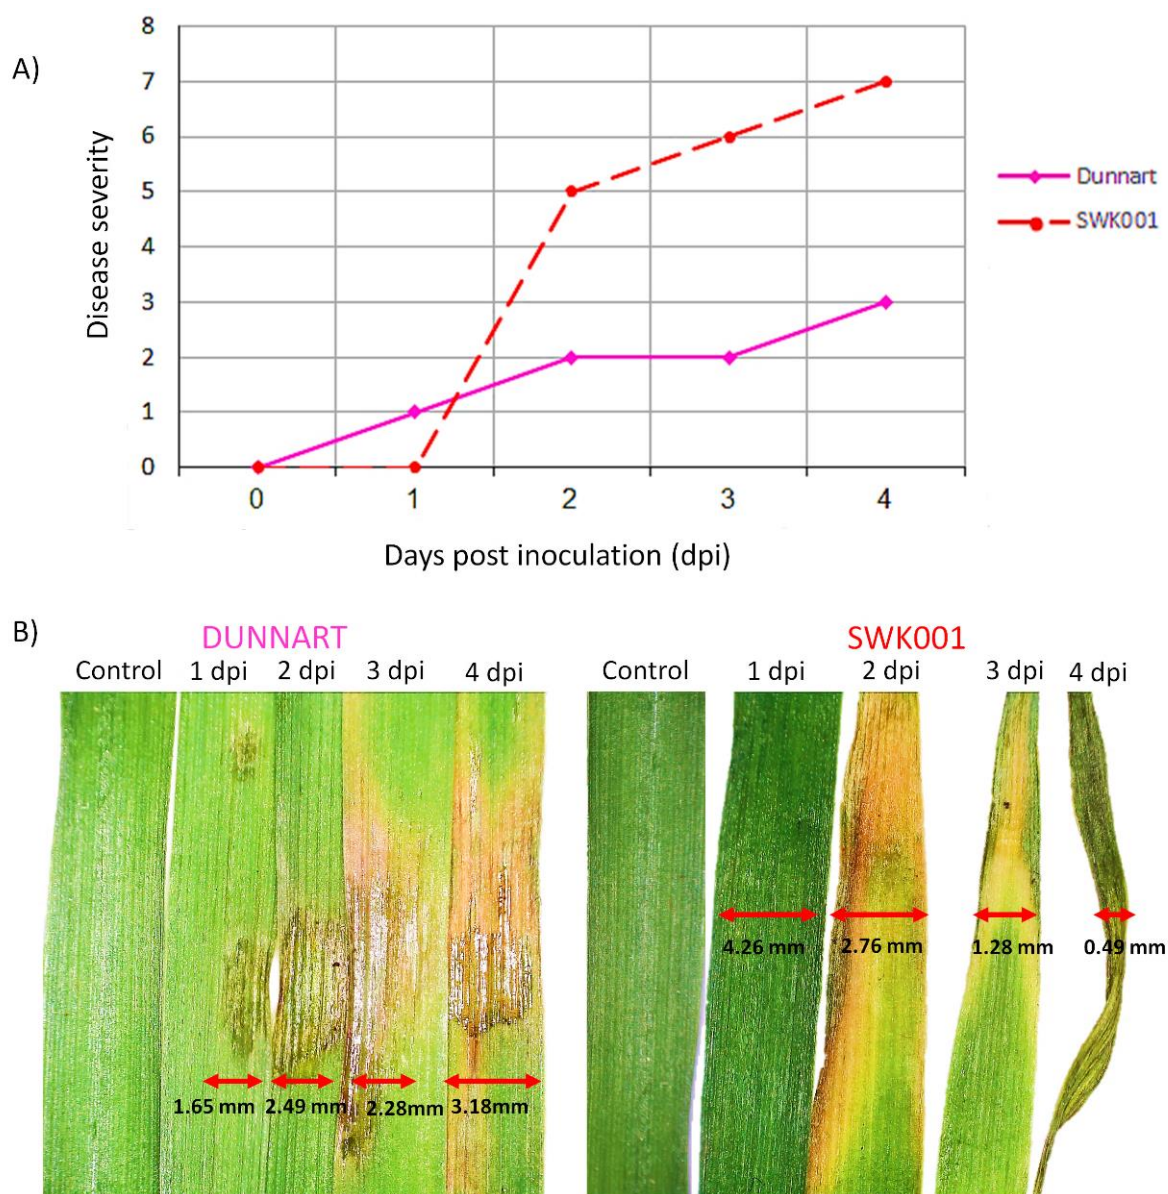 A)
8
7
6
5
4
3
2
1
0
Disease severity
0 1 2 3 4
Days post inoculation (dpi)
Dunnart
SWK001
B)
DUNNART
Control 1 dpi 2 dpi 3 dpi 4 dpi
1.65 mm 2.49 mm 2.28mm 3.18mm
SWK001
Control 1 dpi 2 dpi 3 dpi 4 dpi
4.26 mm 2.76 mm 1.28 mm 0.49 mm